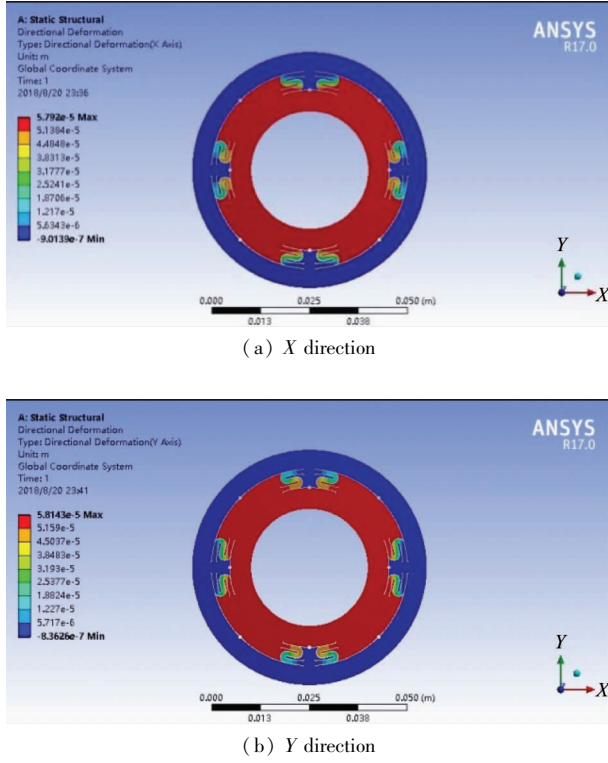 A: Static Structural
Directional Deformation
Type: Directional Deformation(X Axis)
Unit: m
Global Coordinate System
Time: 1
2018/8/20 23:36
ANSYS
R17.0
5.792e-5 Max
5.1384e-5
4.4848e-5
3.8313e-5
3.1777e-5
2.5241e-5
1.8706e-5
1.217e-5
5.6343e-6
-9.0139e-7 Min
Y
X
0.000 0.025 0.050 (m)
0.013 0.038
(a) X direction
A: Static Structural
Directional Deformation
Type: Directional Deformation(Y Axis)
Unit: m
Global Coordinate System
Time: 1
2018/8/20 23:41
ANSYS
R17.0
5.8143e-5 Max
5.159e-5
4.5037e-5
3.8483e-5
3.193e-5
2.5377e-5
1.8824e-5
1.227e-5
5.717e-6
-8.3626e-7 Min
Y
X
0.000 0.025 0.050 (m)
0.013 0.038
(b) Y direction